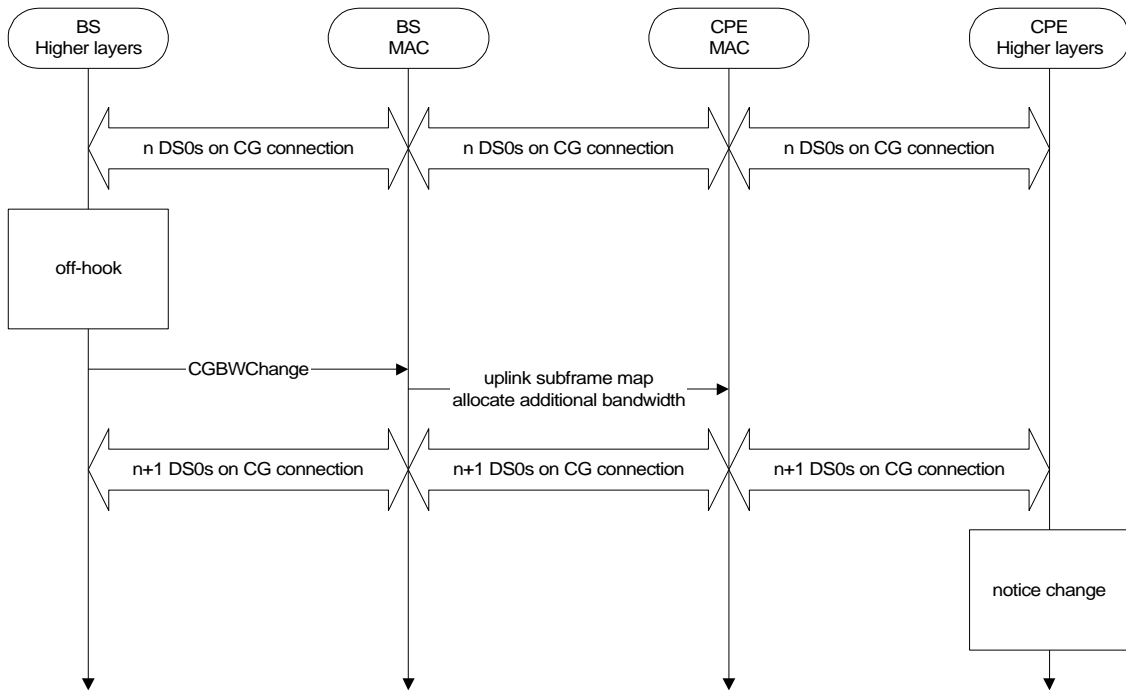 BS
Higher layers
BS
MAC
CPE
MAC
CPE
Higher layers
n DS0s on CG connection
n DS0s on CG connection
n DS0s on CG connection
off-hook
CGBWChange
uplink subframe map
allocate additional bandwidth
n+1 DS0s on CG connection
n+1 DS0s on CG connection
n+1 DS0s on CG connection
notice change